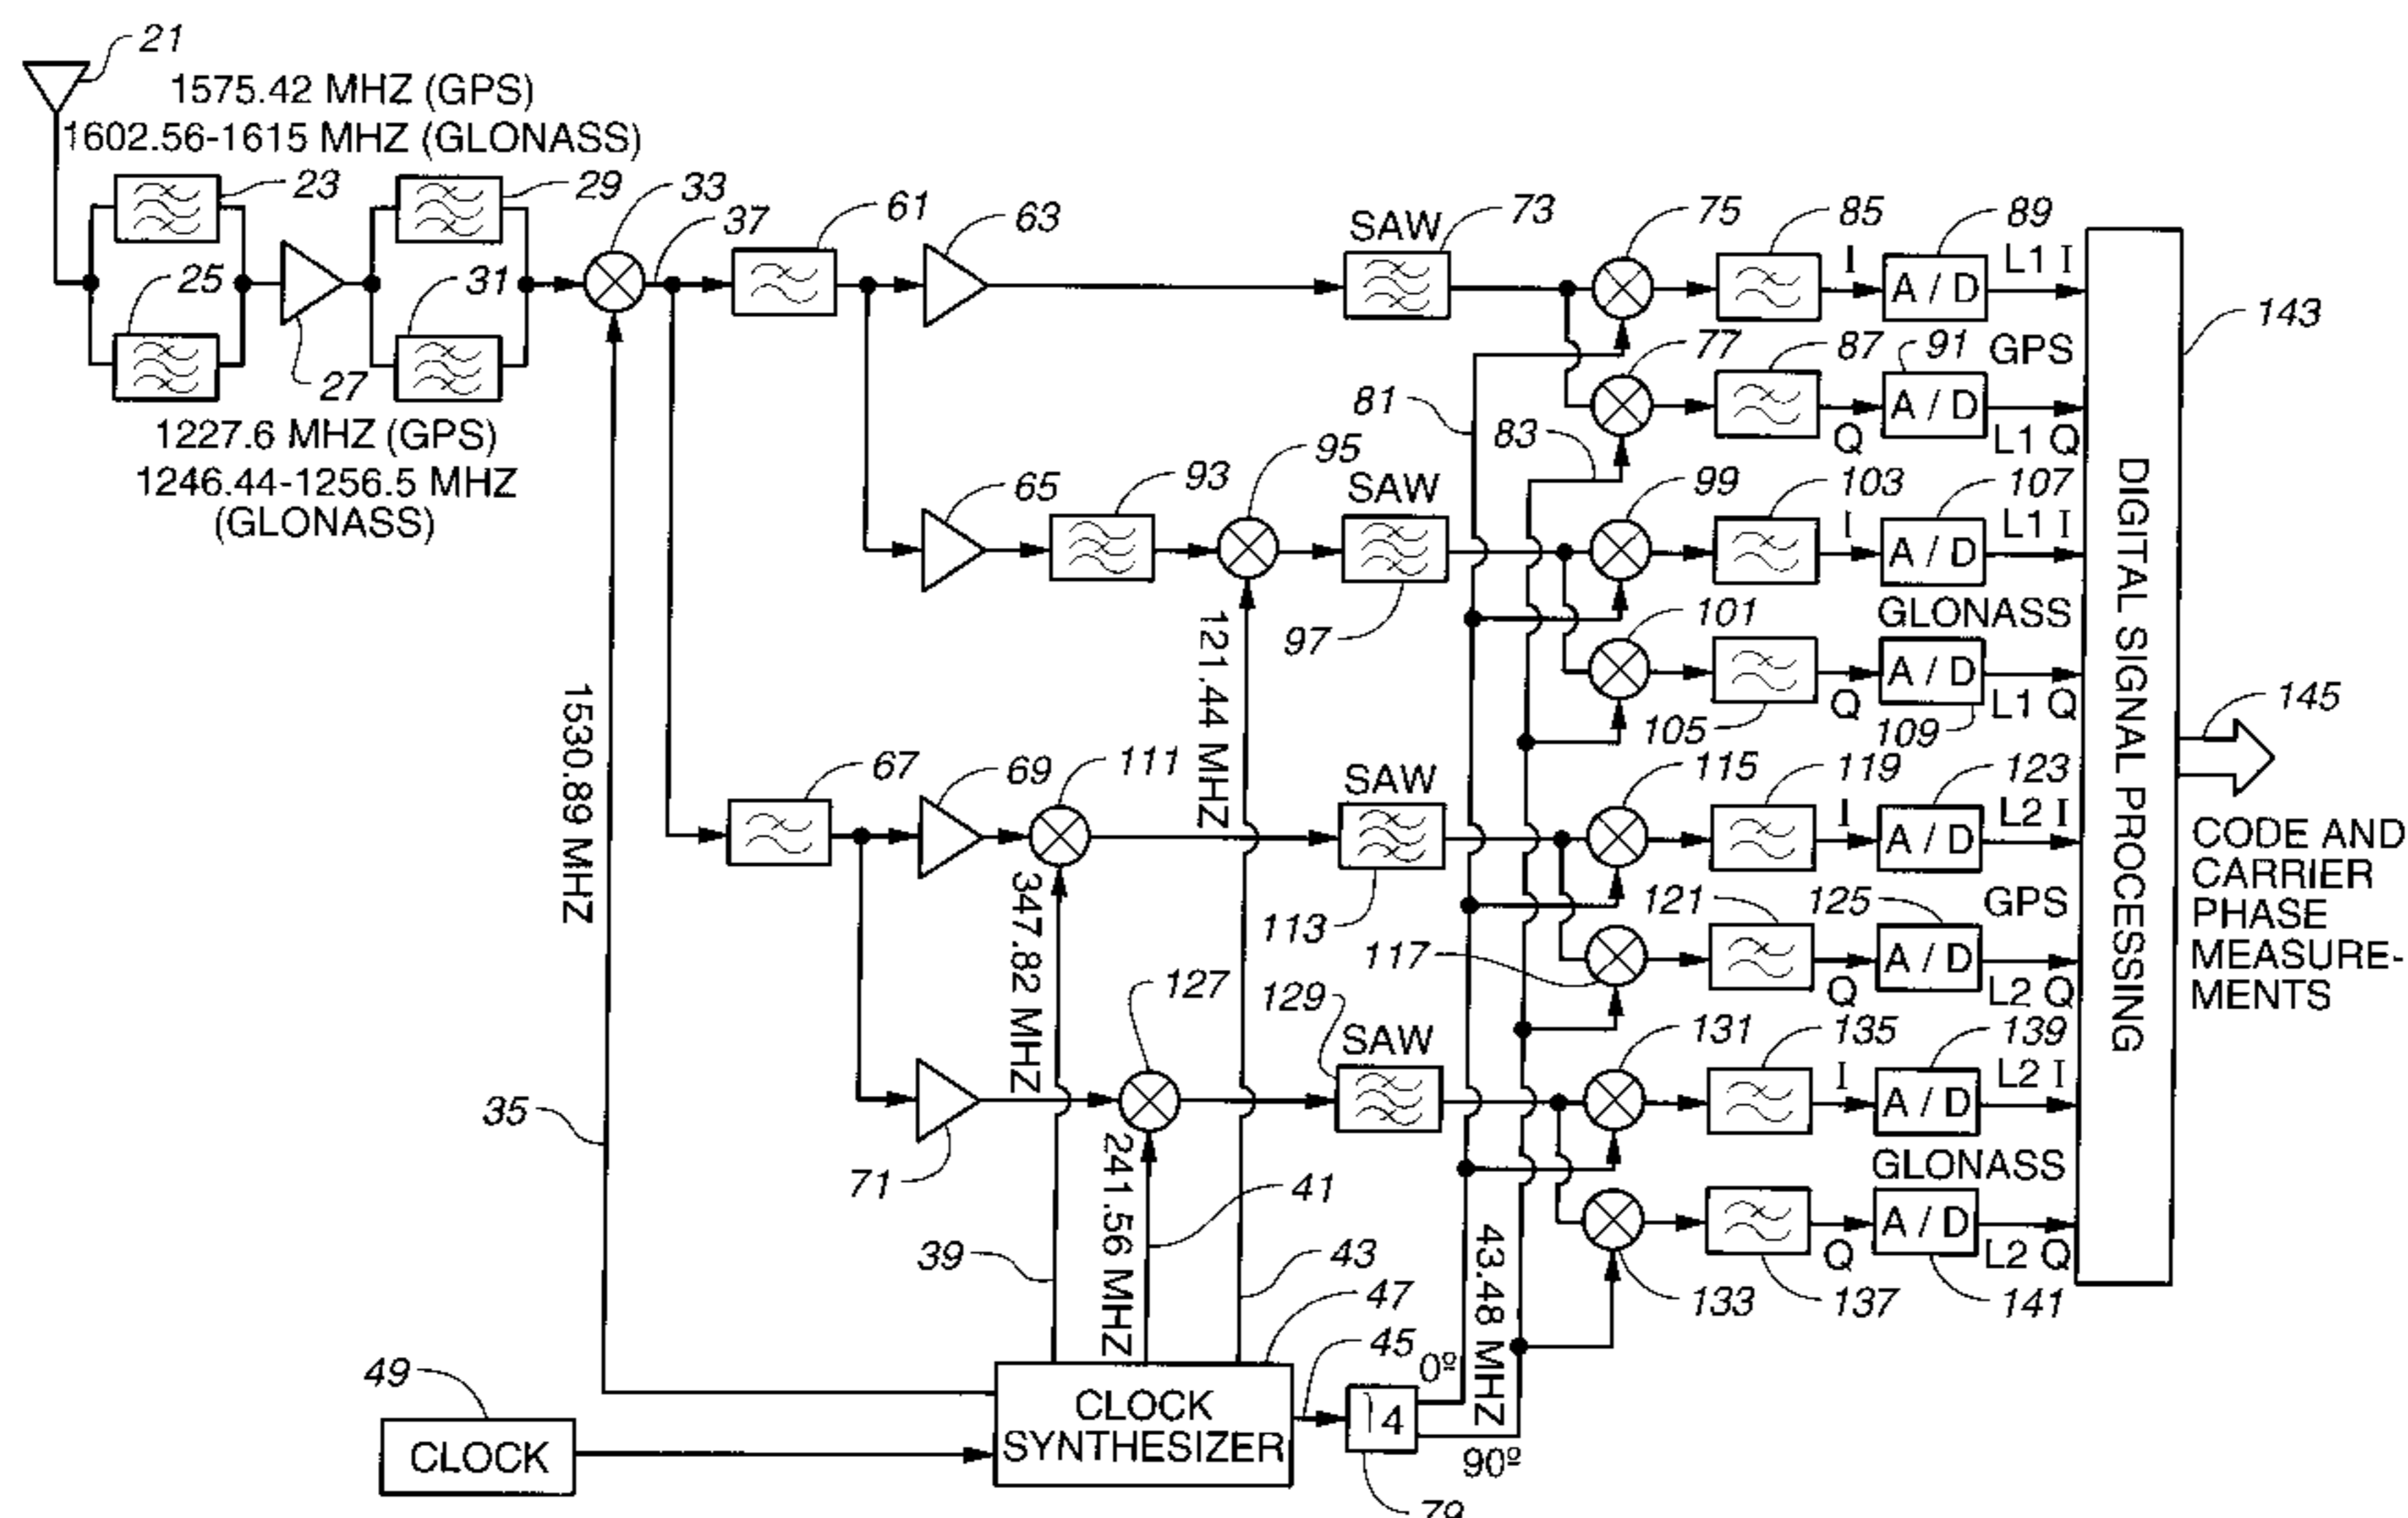 21
1575.42 MHZ (GPS)
1602.56-1615 MHZ (GLONASS)
23
29
33
37
61
63
SAW
73
75
85
89
I
A / D
L1 I
25
31
27
77
87
91
GPS
A / D
Q
L1 Q
143
1227.6 MHZ (GPS)
1246.44-1256.5 MHZ
(GLONASS)
81
83
65
93
95
SAW
97
99
103
107
I
A / D
L1 I
GLONASS
101
105
Q
A / D
109
L1 Q
DIGITAL SIGNAL PROCESSING
145
CODE AND
CARRIER
PHASE
MEASURE-
MENTS
1530.89 MHZ
121.44 MHZ
67
69
111
SAW
113
115
119
123
I
A / D
L2 I
GPS
347.82 MHZ
117
121
125
Q
A / D
L2 Q
127
129
SAW
131
135
139
I
A / D
L2 I
GLONASS
35
71
241.56 MHZ
41
39
43
47
45
43.48 MHZ
133
137
Q
A / D
141
L2 Q
49
CLOCK
CLOCK
SYNTHESIZER
0º
4
90º
79